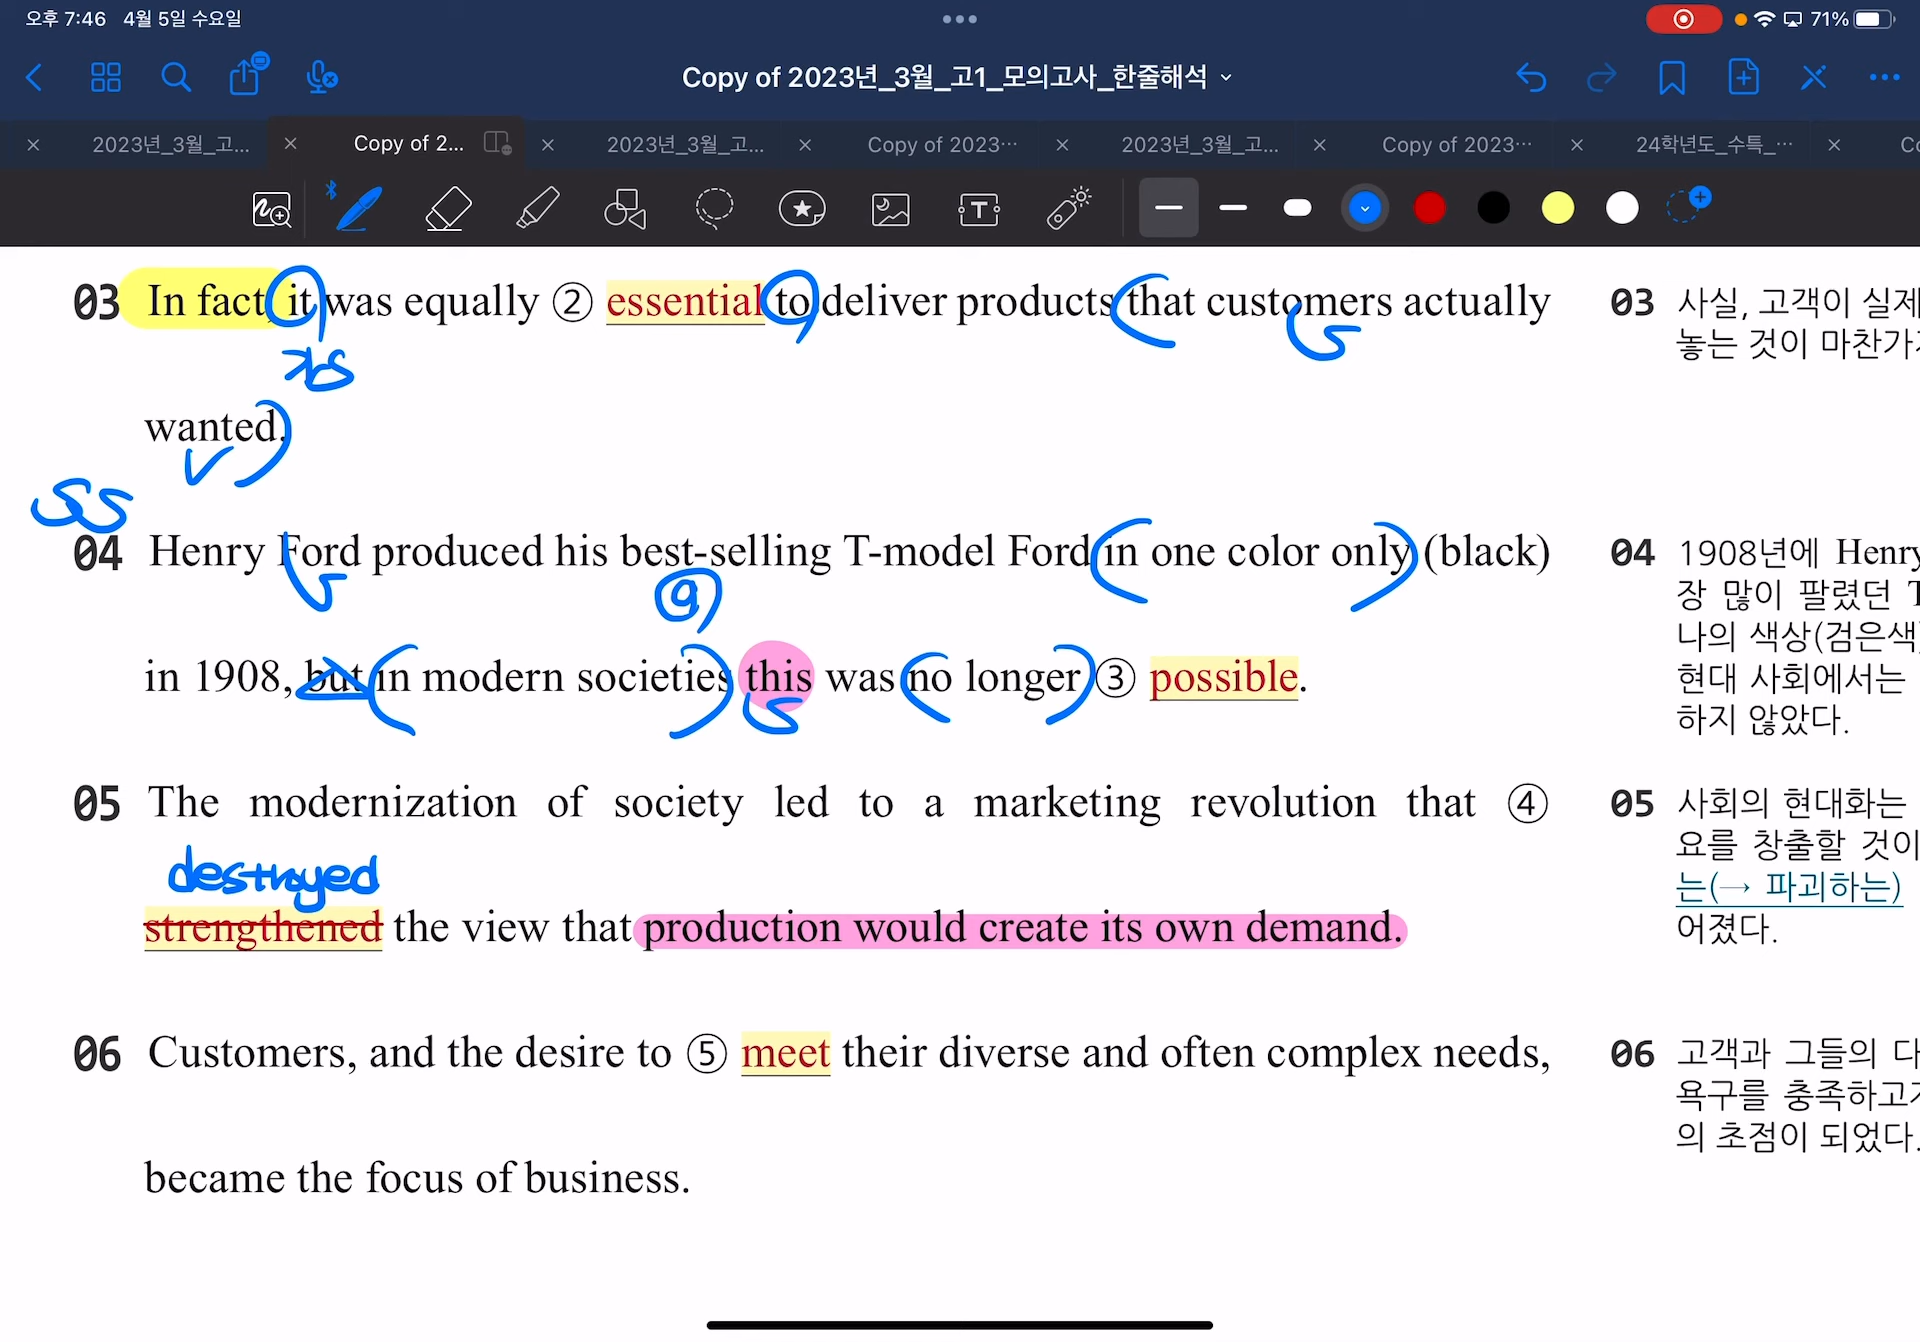 오후 7:46 4월 5일 수요일
71%
Copy of 2023년_3월_고1_모의고사_한줄해석
2023년_3월_고...
Copy of 2...
2023년_3월_고...
Copy of 2023...
2023년_3월_고...
Copy of 2023...
24학년도_수특_...
03 In fact, it was equally ② essential to deliver products that customers actually
wanted.
04 Henry Ford produced his best-selling T-model Ford in one color only (black)
in 1908, but in modern societies this was no longer ③ possible.
05 The modernization of society led to a marketing revolution that ④
destroyed
strengthened the view that production would create its own demand.
06 Customers, and the desire to ⑤ meet their diverse and often complex needs,
became the focus of business.
03 사실, 고객이 실제
놓는 것이 마찬가지
04 1908년에 Henry
장 많이 팔렸던 T
나의 색상(검은색)
현대 사회에서는
하지 않았다.
05 사회의 현대화는
요를 창출할 것이
는(→ 파괴하는)
어졌다.
06 고객과 그들의 다
욕구를 충족하고자
의 초점이 되었다.